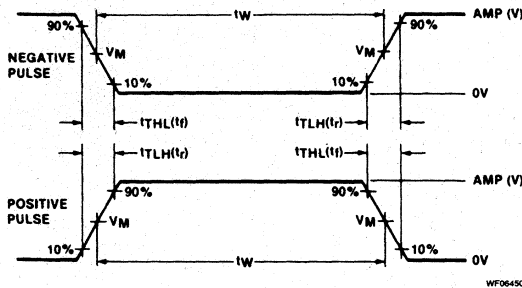 tW
AMP (V)
90%
90%
NEGATIVE
PULSE
VM
VM
10%
10%
0V
tTHL(tf)
tTLH(tr)
tTLH(tr)
tTHL(tf)
AMP (V)
POSITIVE
PULSE
90%
90%
VM
VM
10%
10%
0V
tW
WF06450